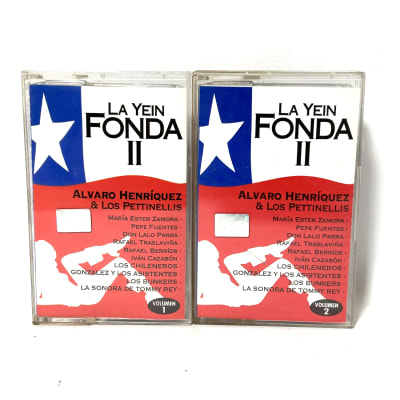 LA YEIN
FONDA
II
ALVARO HENRÍQUEZ
& LOS PETTINELLIS
MARÍA ESTER ZAMORA -
PEPE FUENTES -
DON LALO PARRA -
RAFAEL TRASLAVIÑA -
RAFAEL BERRÍOS -
IVÁN CAZABÓN -
LOS CHILENEROS -
GONZALEZ Y LOS ASISTENTES -
LOS BUNKERS -
LA SONORA DE TOMMY REY -
VOLUMEN
1
LA YEIN
FONDA
II
ALVARO HENRÍQUEZ
& LOS PETTINELLIS
MARÍA ESTER ZAMORA -
PEPE FUENTES -
DON LALO PARRA -
RAFAEL TRASLAVIÑA -
RAFAEL BERRÍOS -
IVÁN CAZABÓN -
LOS CHILENEROS -
GONZALEZ Y LOS ASISTENTES -
LOS BUNKERS -
LA SONORA DE TOMMY REY -
VOLUMEN
2